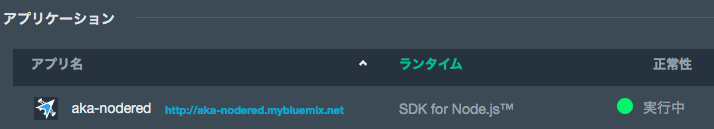 アプリケーション
アプリ名 ランタイム 正常性
aka-nodered http://aka-nodered.mybluemix.net SDK for Node.js™ 実行中